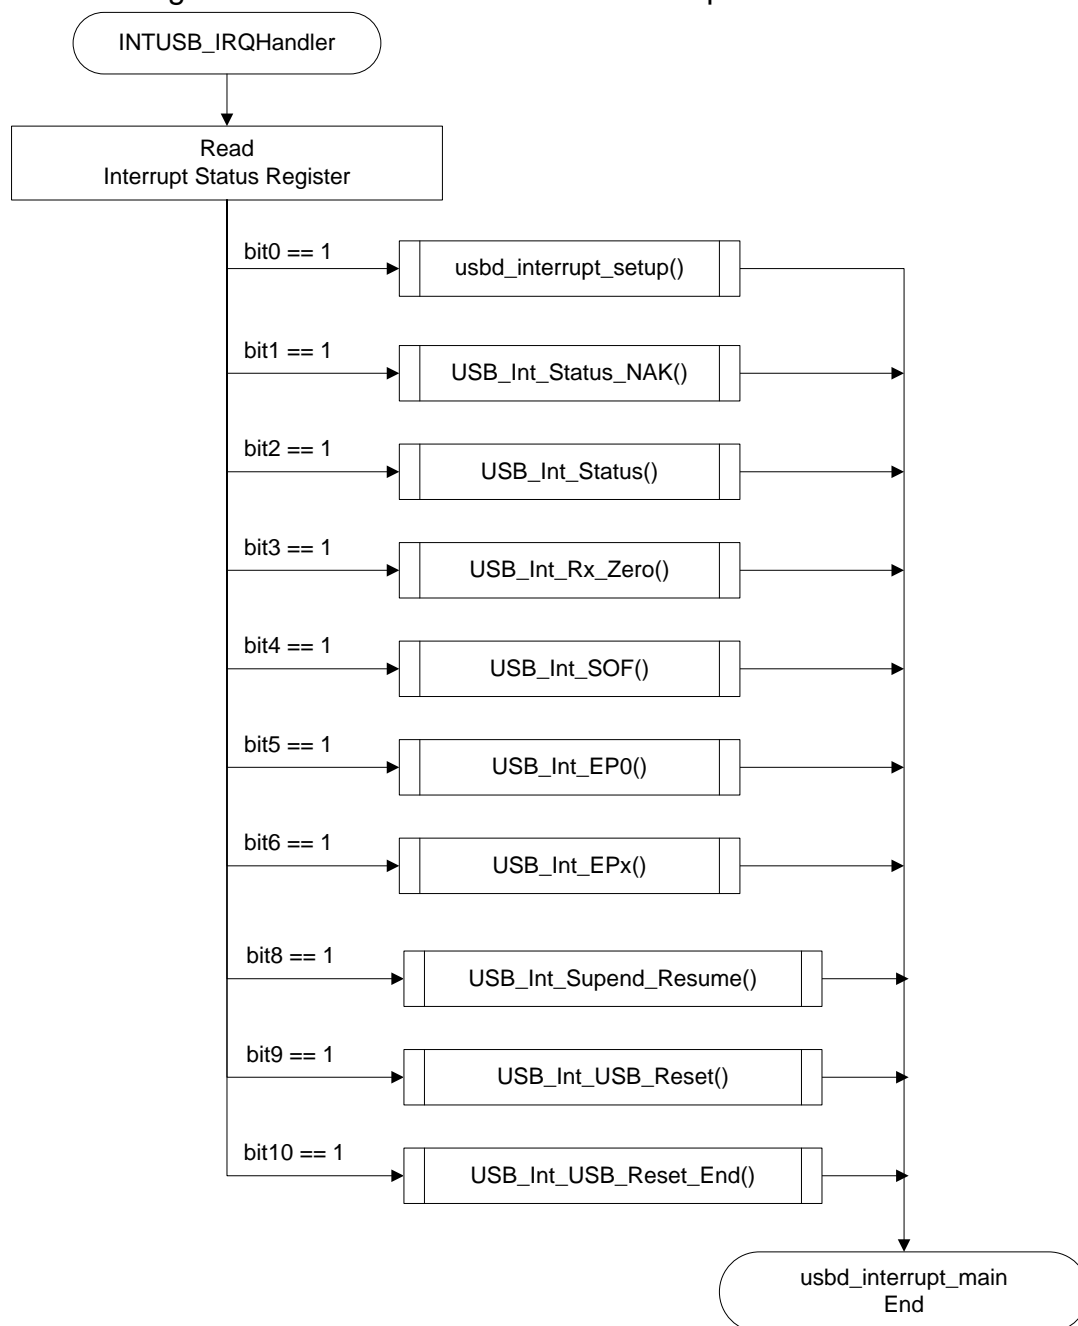 INTUSB_IRQHandler
Read
Interrupt Status Register
bit0 == 1
usbd_interrupt_setup()
bit1 == 1
USB_Int_Status_NAK()
bit2 == 1
USB_Int_Status()
bit3 == 1
USB_Int_Rx_Zero()
bit4 == 1
USB_Int_SOF()
bit5 == 1
USB_Int_EP0()
bit6 == 1
USB_Int_EPx()
bit8 == 1
USB_Int_Supend_Resume()
bit9 == 1
USB_Int_USB_Reset()
bit10 == 1
USB_Int_USB_Reset_End()
usbd_interrupt_main
End